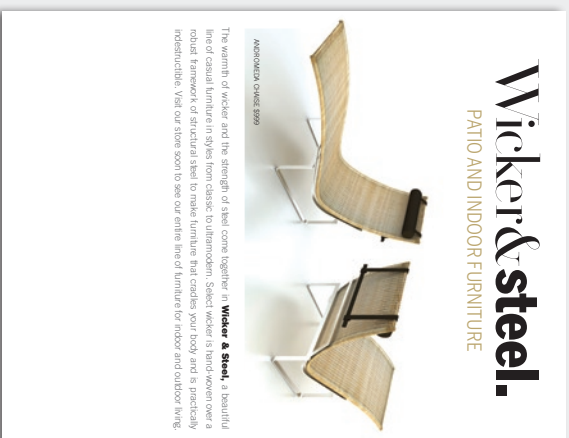 Wicker&steel.
PATIO AND INDOOR FURNITURE
ANDROMEDA CHAISE $999
The warmth of wicker and the strength of steel come together in Wicker & Steel, a beautiful
line of casual furniture in styles from classic to ultramodern. Select wicker is hand-woven over a
robust framework of structural steel to make furniture that cradles your body and is practically
indestructible. Visit our store soon to see our entire line of furniture for indoor and outdoor living.